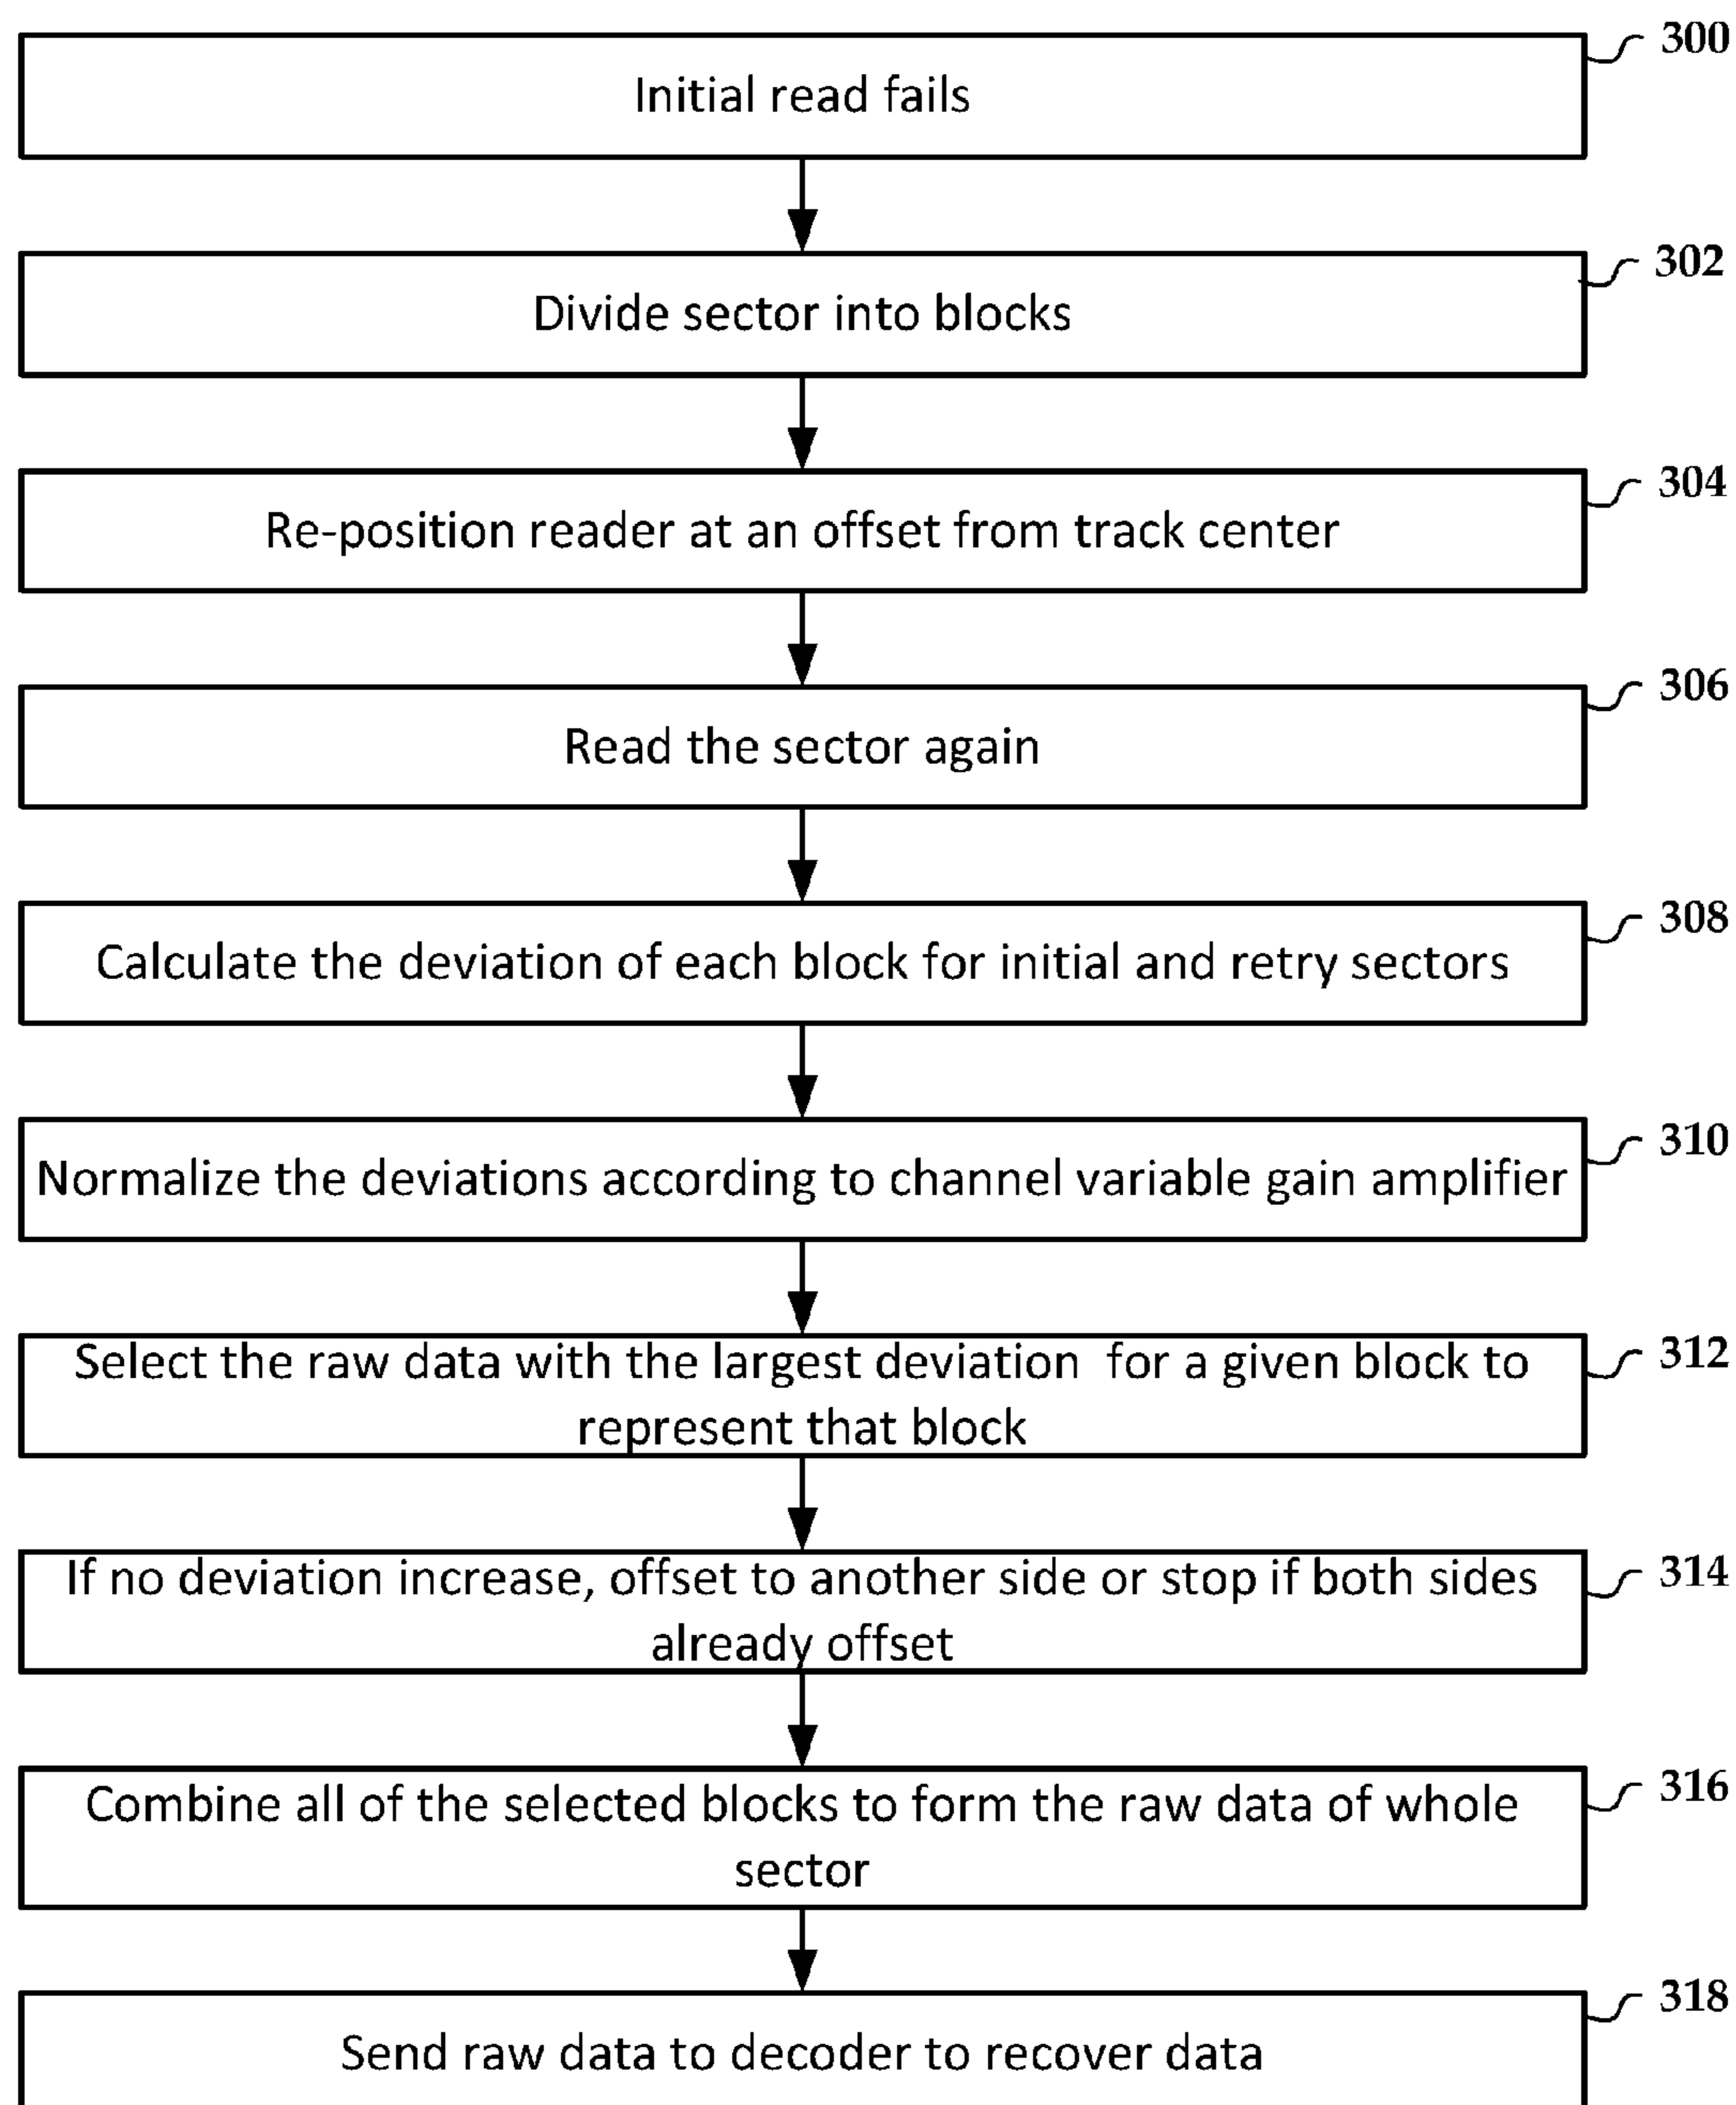 300
Initial read fails
302
Divide sector into blocks
304
Re-position reader at an offset from track center
306
Read the sector again
308
Calculate the deviation of each block for initial and retry sectors
310
Normalize the deviations according to channel variable gain amplifier
312
Select the raw data with the largest deviation for a given block to
represent that block
314
If no deviation increase, offset to another side or stop if both sides
already offset
316
Combine all of the selected blocks to form the raw data of whole
sector
318
Send raw data to decoder to recover data